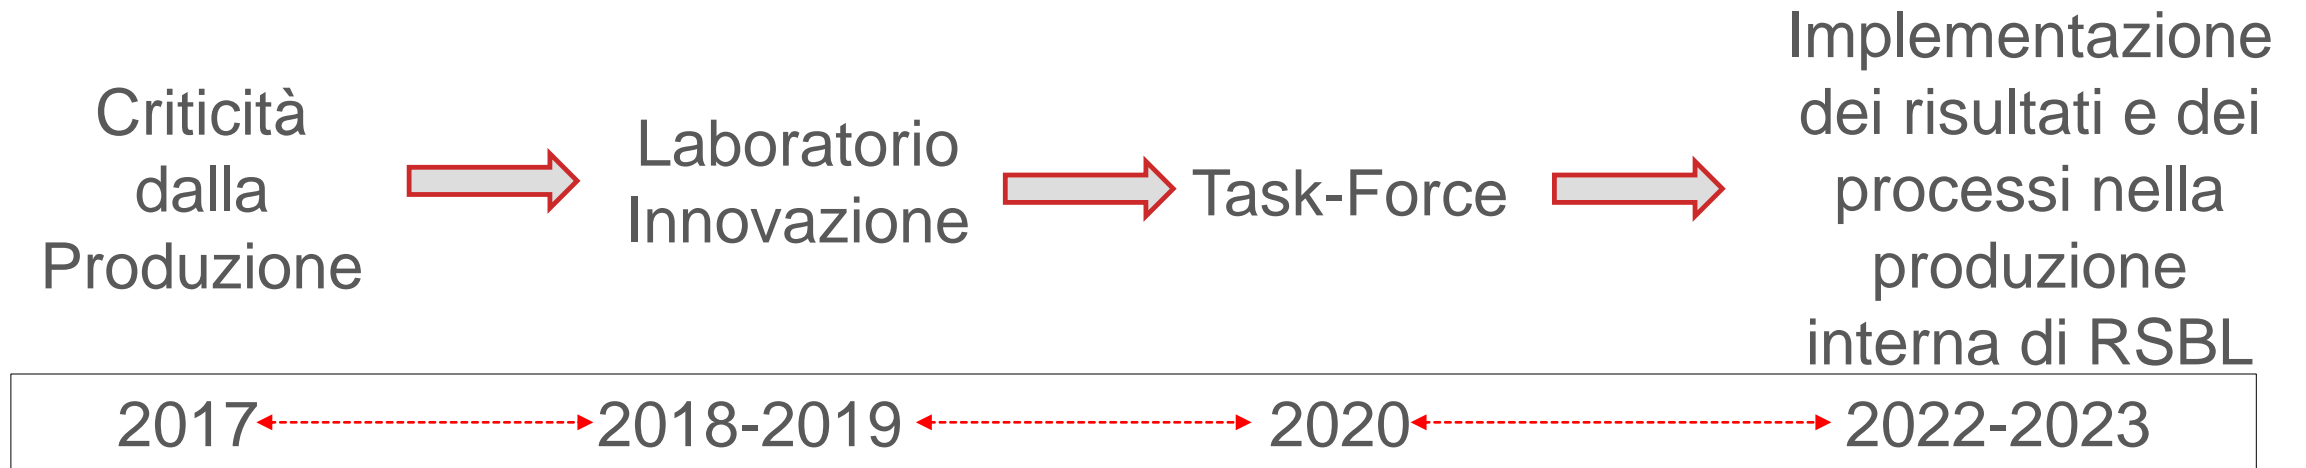 Criticità
dalla
Produzione
Laboratorio
Innovazione
Task-Force
Implementazione
dei risultati e dei
processi nella
produzione
interna di RSBL
2017
2018-2019
2020
2022-2023